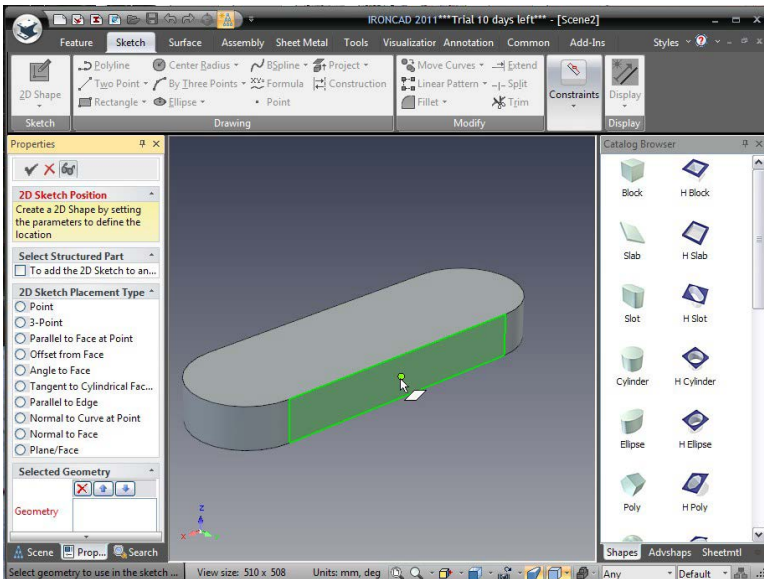 IRONCAD 2011***Trial 10 days left*** - [Scene2]
Feature Sketch Surface Assembly Sheet Metal Tools Visualization Annotation Common Add-Ins Styles
2D Shape
Polyline Center Radius BSpline Project
Two Point By Three Points Formula Construction
Rectangle Ellipse Point
Move Curves Extend
Linear Pattern Split
Fillet Trim
Constraints
Display
Sketch Drawing Modify Display
Properties
2D Sketch Position
Create a 2D Shape by setting
the parameters to define the
location
Select Structured Part
To add the 2D Sketch to an...
2D Sketch Placement Type
Point
3-Point
Parallel to Face at Point
Offset from Face
Angle to Face
Tangent to Cylindrical Fac...
Parallel to Edge
Normal to Curve at Point
Normal to Face
Plane/Face
Selected Geometry
Geometry
Scene Prop... Search
Z
X
Catalog Browser
Block H Block
Slab H Slab
Slot H Slot
Cylinder H Cylinder
Ellipse H Ellipse
Poly H Poly
Shapes Advshaps Sheetmtl
Select geometry to use in the sketch ... View size: 510 x 508 Units: mm, deg Any Default